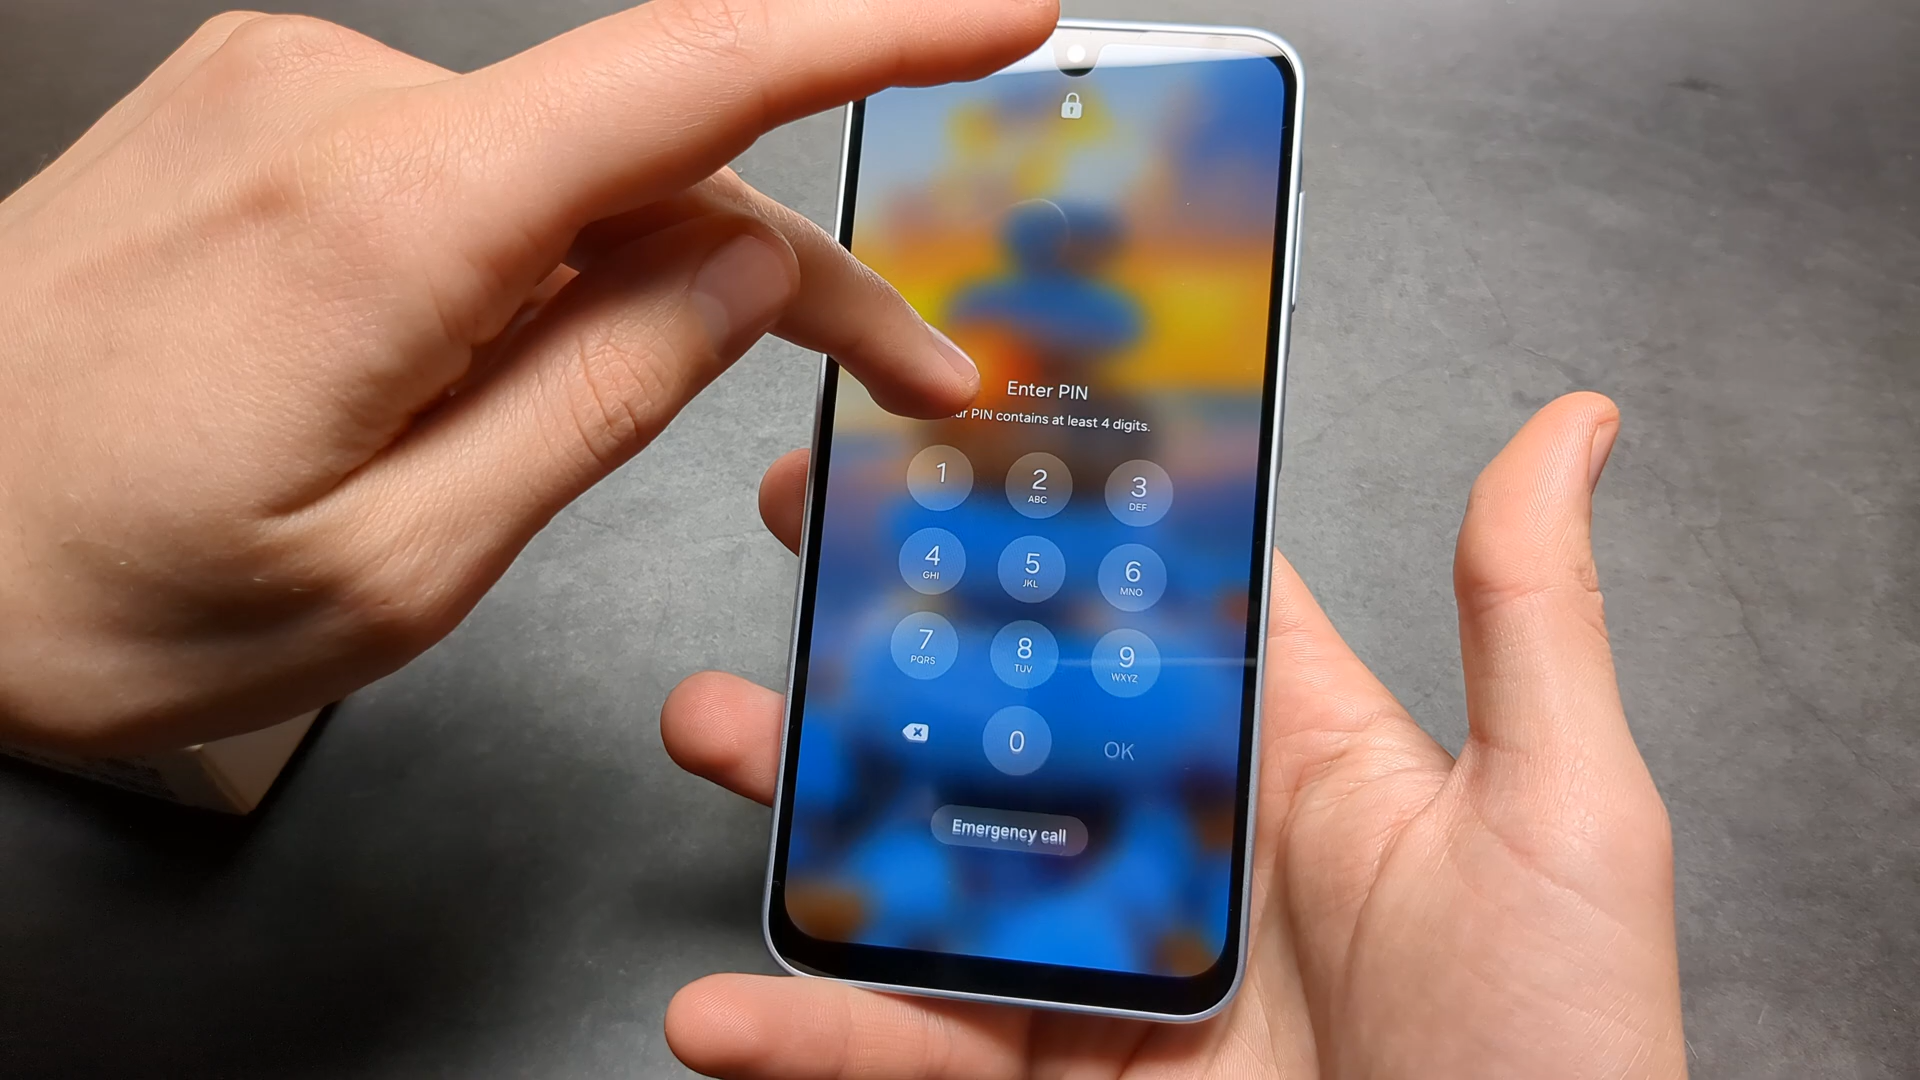 Enter PIN
PIN contains at least 4 digits.
1
2
ABC
3
DEF
4
GHI
5
JKL
6
MNO
7
PQRS
8
TUV
9
WXYZ
0
OK
Emergency call